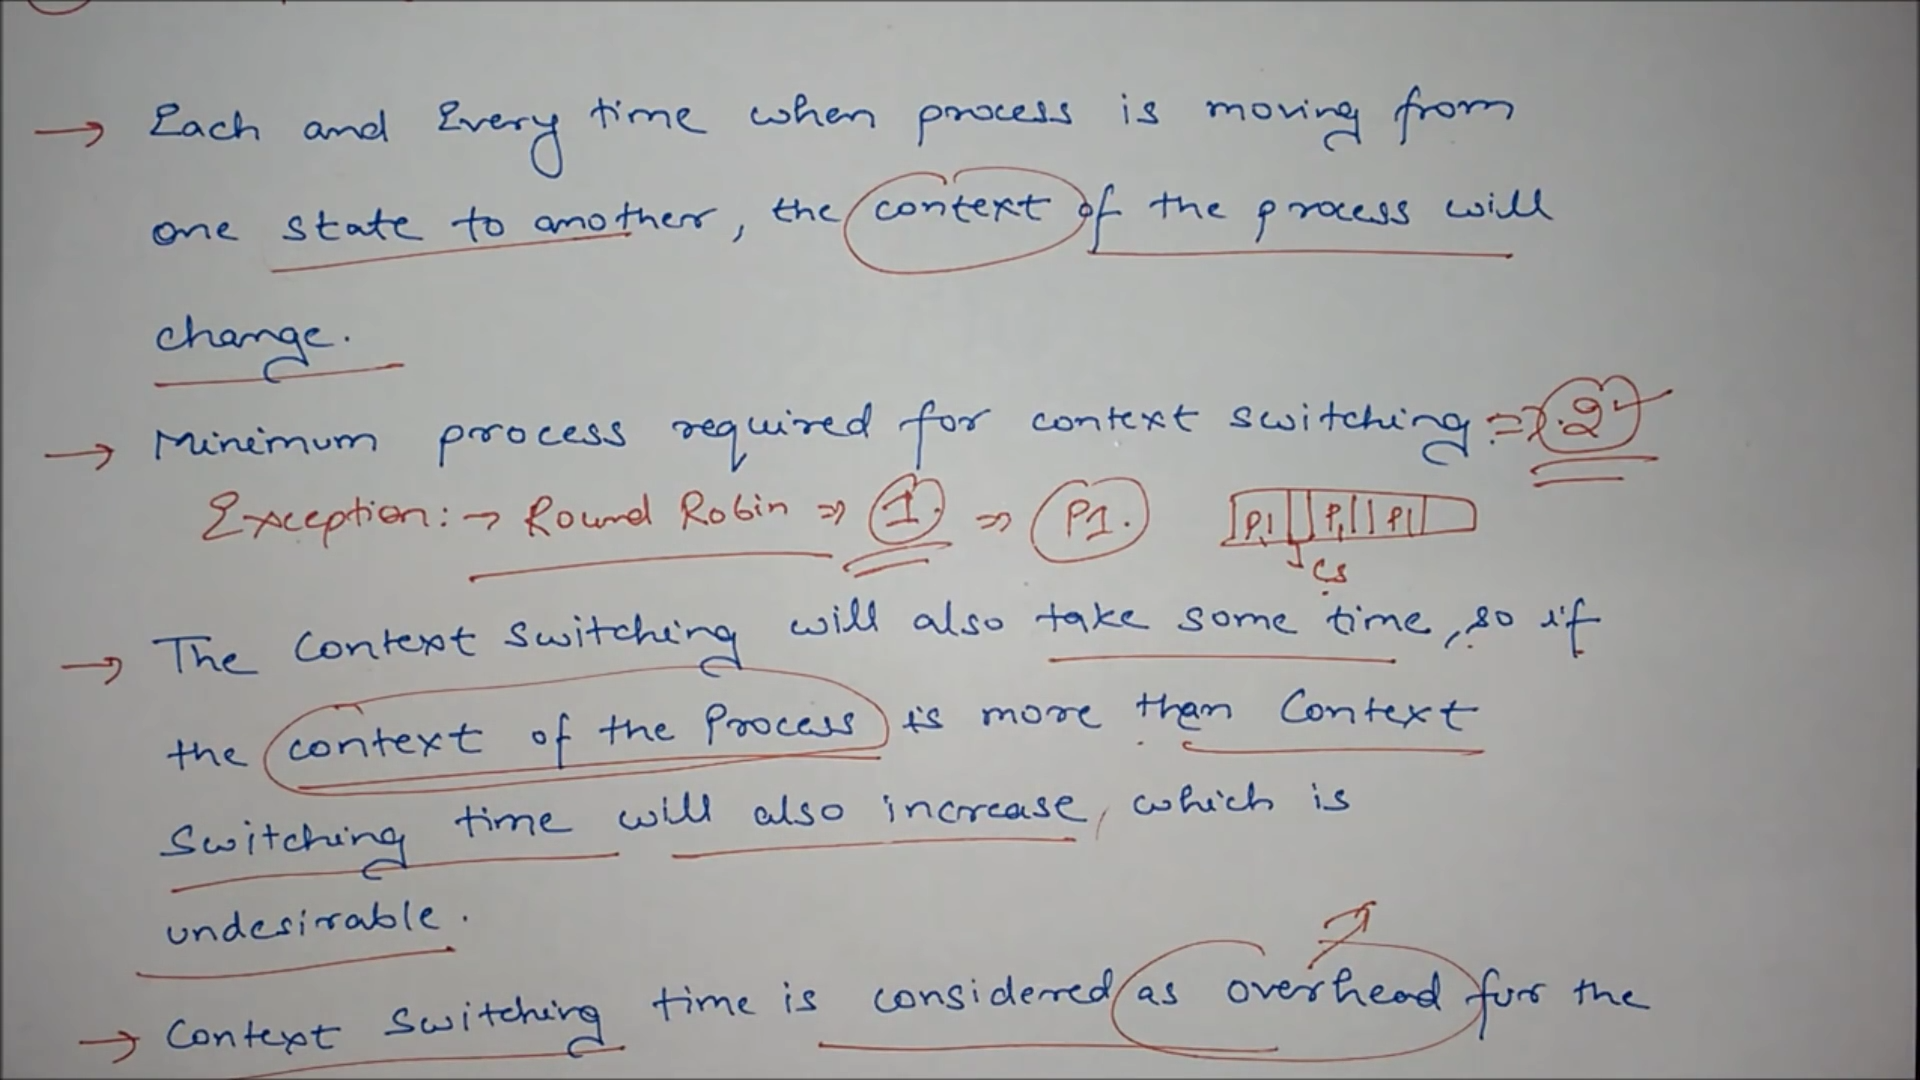 → Each and Every time when process is moving from
one state to another, the context of the process will
change.
→ Minimum process required for context switching => 2
Exception :→ Round Robin => 1. => P1. P1 P1 P1
CS
→ The Context switching will also take some time, so if
the context of the Process is more than Context
Switching time will also increase, which is
undesirable.
→ Context Switching time is considered as overhead for the